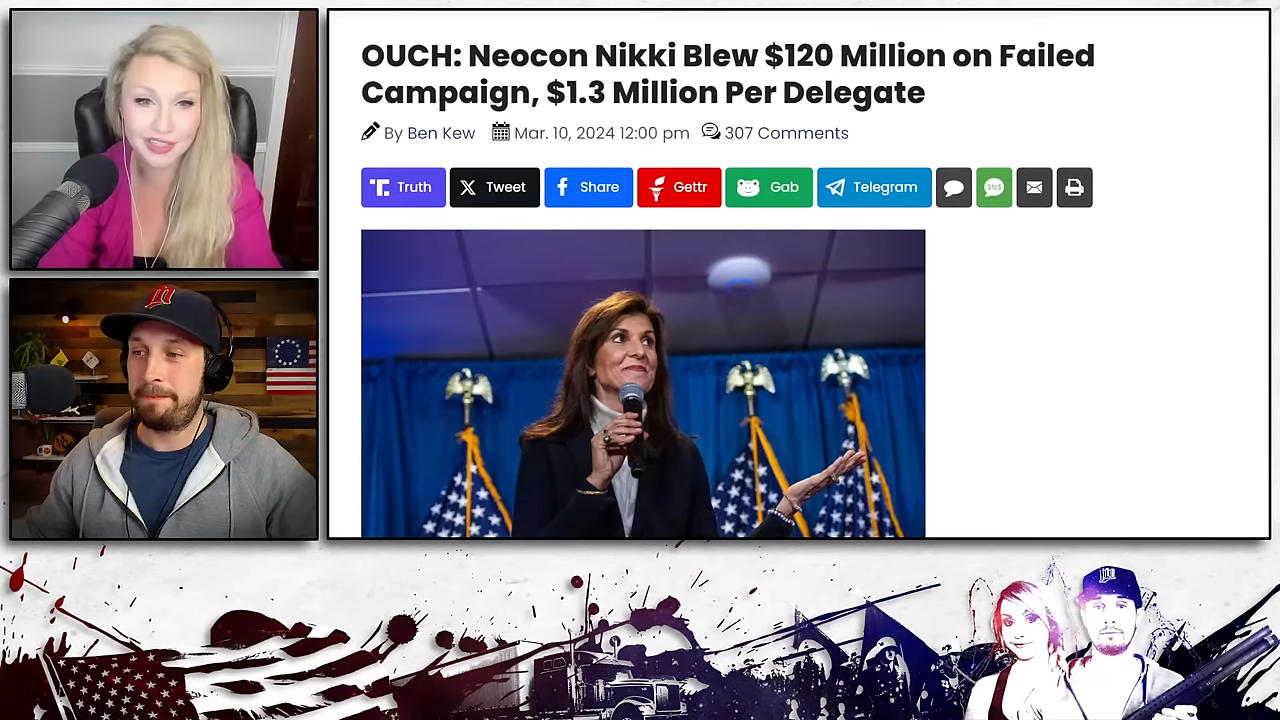 OUCH: Neocon Nikki Blew $120 Million on Failed
Campaign, $1.3 Million Per Delegate
By Ben Kew Mar. 10, 2024 12:00 pm 307 Comments
Truth Tweet Share Gettr Gab Telegram SMS